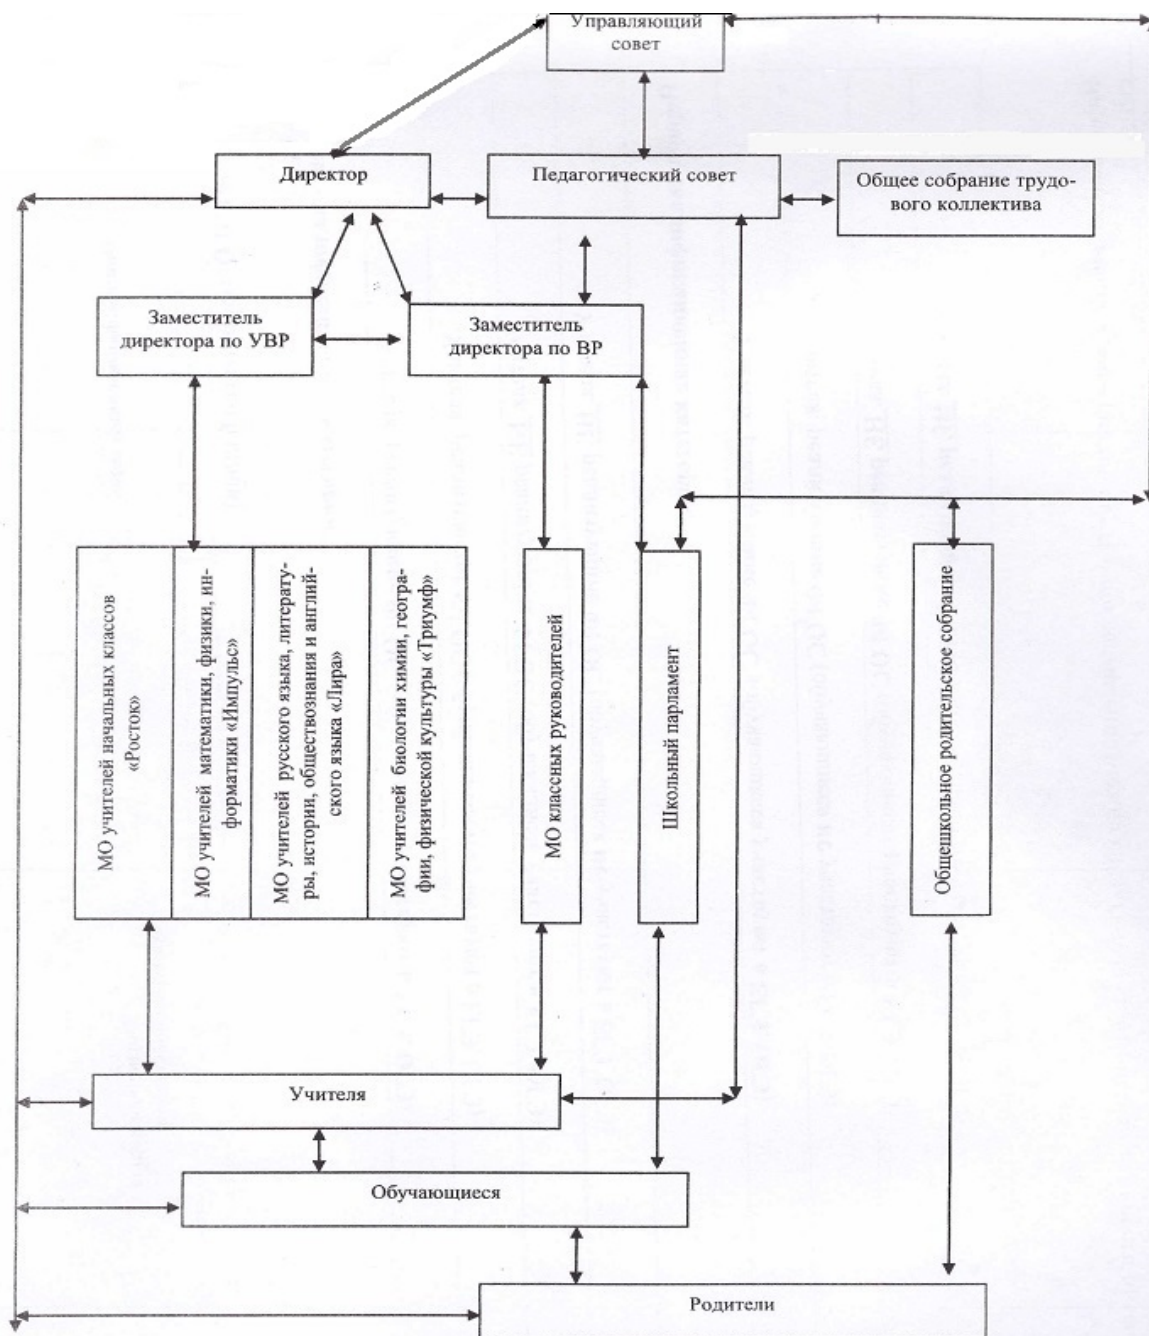 Управляющий
совет
Директор
Педагогический совет
Общее собрание трудо-
вого коллектива
Заместитель
директора по УВР
Заместитель
директора по ВР
МО учителей начальных классов
«Росток»
МО учителей математики, физики, ин-
форматики «Импульс»
МО учителей русского языка, литерату-
ры, истории, обществознания и англий-
ского языка «Лира»
МО учителей биологии химии, геогра-
фии, физической культуры «Триумф»
МО классных руководителей
Школьный парламент
Общешкольное родительское собрание
Учителя
Обучающиеся
Родители